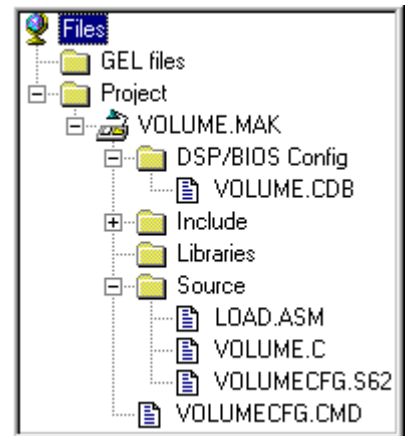 Files
GEL files
Project
VOLUME.MAK
DSP/BIOS Config
VOLUME.CDB
Include
Libraries
Source
LOAD.ASM
VOLUME.C
VOLUMECFG.S62
VOLUMECFG.CMD